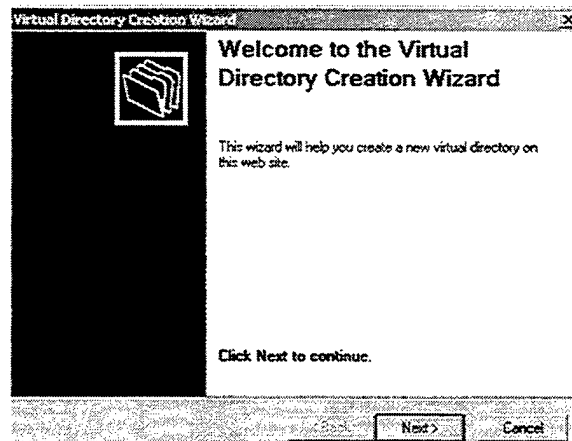 Virtual Directory Creation Wizard
Welcome to the Virtual
Directory Creation Wizard
This wizard will help you create a new virtual directory on
this web site.
Click Next to continue.
< Back
Next >
Cancel